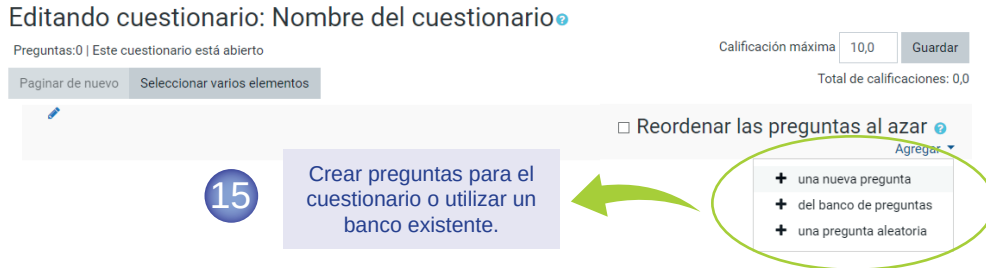 Editando cuestionario: Nombre del cuestionario
Preguntas:0 | Este cuestionario está abierto
Calificación máxima 10,0 Guardar
Paginar de nuevo Seleccionar varios elementos
Total de calificaciones: 0,0
Reordenar las preguntas al azar
Agregar
15
Crear preguntas para el
cuestionario o utilizar un
banco existente.
una nueva pregunta
del banco de preguntas
una pregunta aleatoria